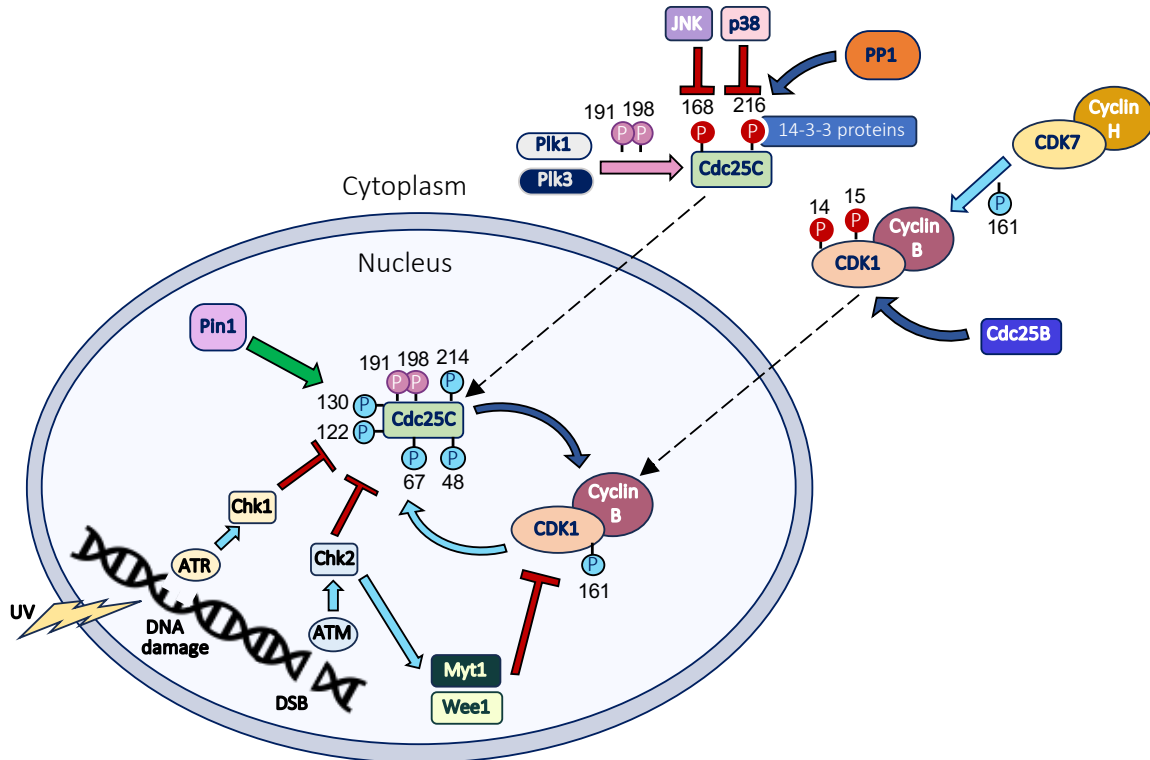 JNK
p38
PP1
191 198
168
216
Cyclin
H
CDK7
P P
P
P
14-3-3 proteins
Plk1
Plk3
Cdc25C
P
161
Cytoplasm
14
15
P
P
Cyclin
B
CDK1
Nucleus
Pin1
Cdc25B
191 198 214
P P P
130 P
Cdc25C
122 P
P P
67 48
Cyclin
B
CDK1
P
161
Chk1
ATR
Chk2
UV
DNA
damage
ATM
DSB
Myt1
Wee1